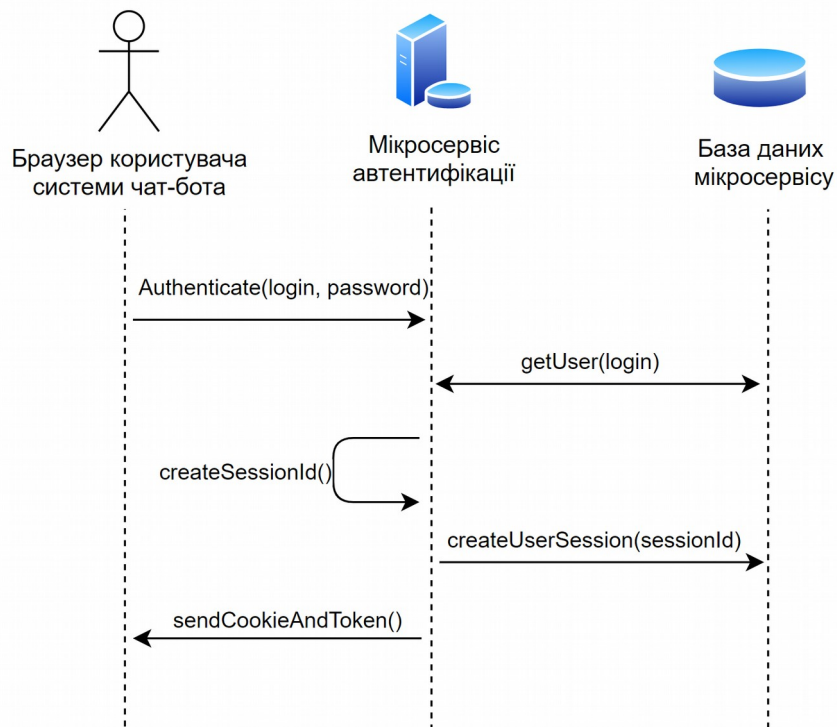 Браузер користувача
системи чат-бота
Мікросервіс
автентифікації
База даних
мікросервісу
Authenticate(login, password)
getUser(login)
createSessionId()
createUserSession(sessionId)
sendCookieAndToken()